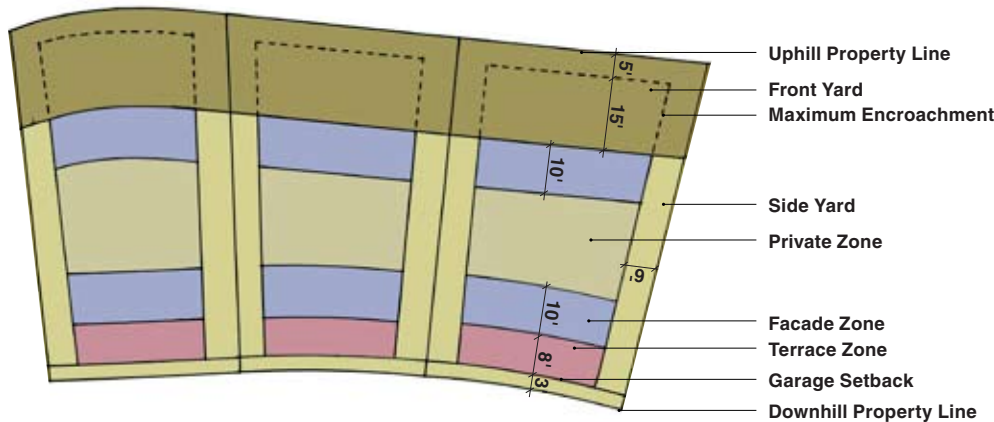 Uphill Property Line
5'
Front Yard
15'
Maximum Encroachment
10'
Side Yard
Private Zone
6'
10'
Facade Zone
8'
Terrace Zone
3'
Garage Setback
Downhill Property Line